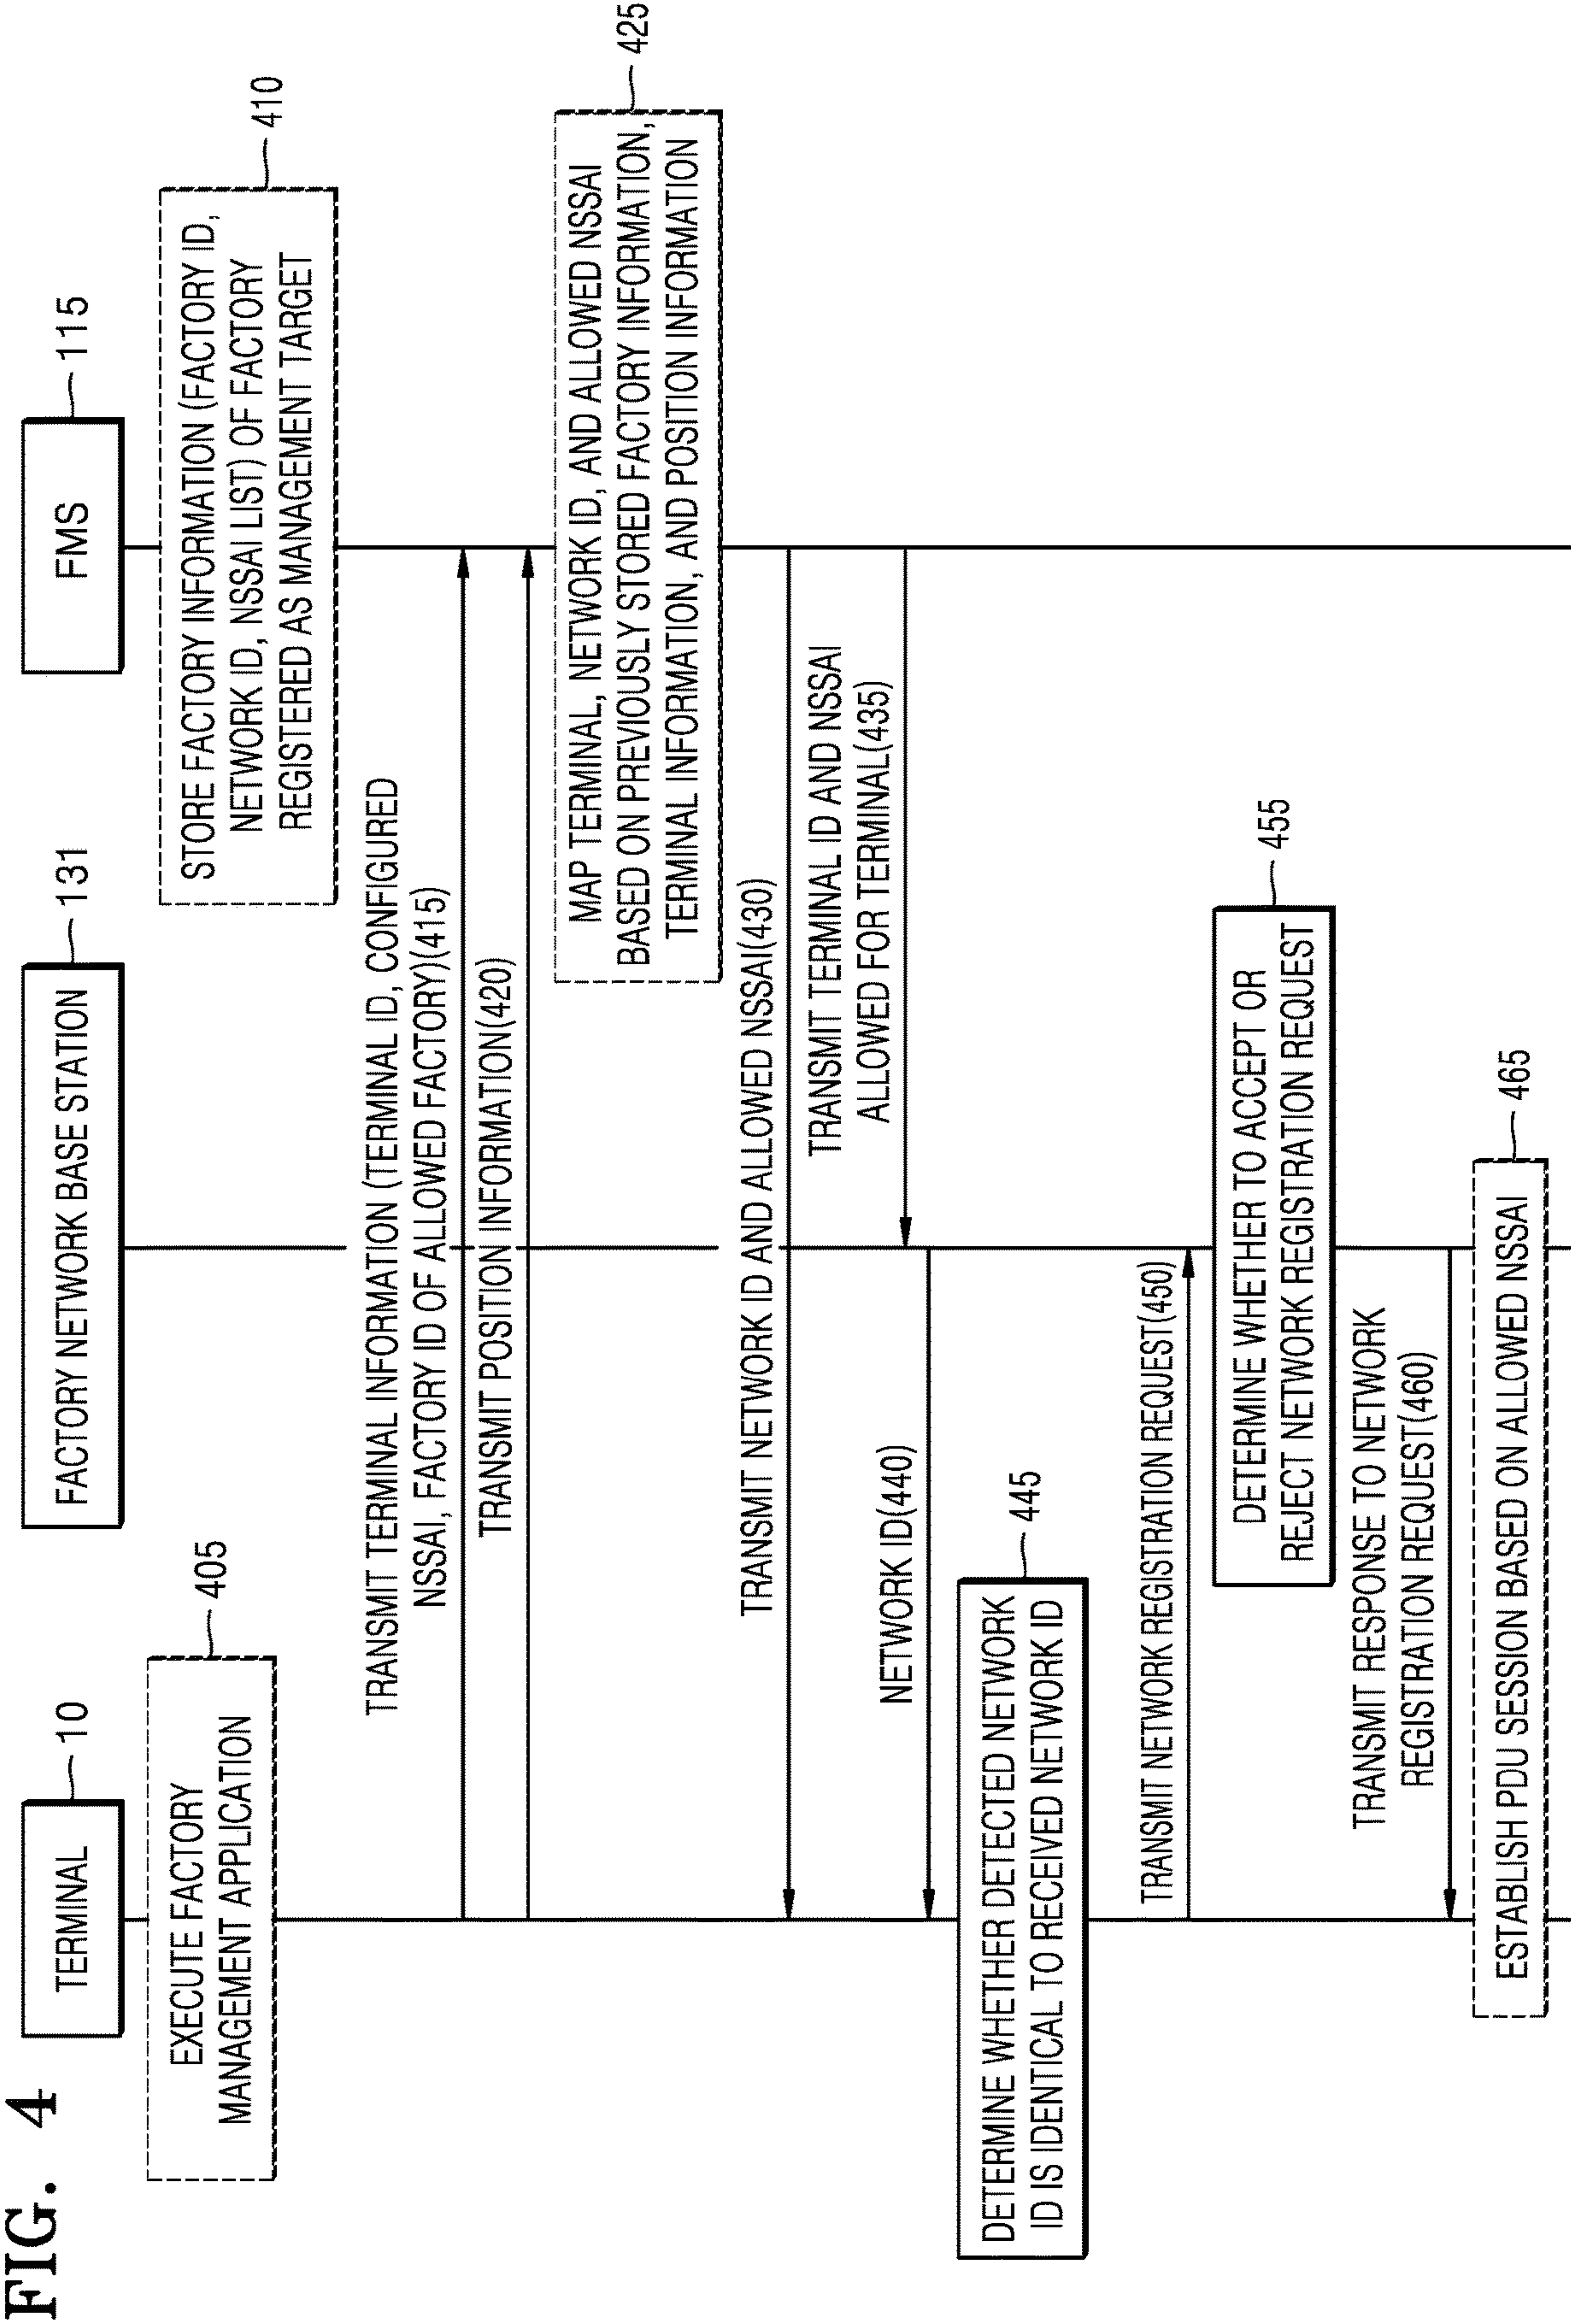 FIG. 4
TERMINAL
10
FACTORY NETWORK BASE STATION
131
FMS
115
EXECUTE FACTORY
MANAGEMENT APPLICATION
405
STORE FACTORY INFORMATION (FACTORY ID,
NETWORK ID, NSSAI LIST) OF FACTORY
REGISTERED AS MANAGEMENT TARGET
410
TRANSMIT TERMINAL INFORMATION (TERMINAL ID, CONFIGURED
NSSAI, FACTORY ID OF ALLOWED FACTORY)(415)
TRANSMIT POSITION INFORMATION(420)
MAP TERMINAL, NETWORK ID, AND ALLOWED NSSAI
BASED ON PREVIOUSLY STORED FACTORY INFORMATION,
TERMINAL INFORMATION, AND POSITION INFORMATION
425
TRANSMIT NETWORK ID AND ALLOWED NSSAI(430)
TRANSMIT TERMINAL ID AND NSSAI
ALLOWED FOR TERMINAL(435)
NETWORK ID(440)
DETERMINE WHETHER DETECTED NETWORK
ID IS IDENTICAL TO RECEIVED NETWORK ID
445
TRANSMIT NETWORK REGISTRATION REQUEST(450)
DETERMINE WHETHER TO ACCEPT OR
REJECT NETWORK REGISTRATION REQUEST
455
TRANSMIT RESPONSE TO NETWORK
REGISTRATION REQUEST(460)
ESTABLISH PDU SESSION BASED ON ALLOWED NSSAI
465